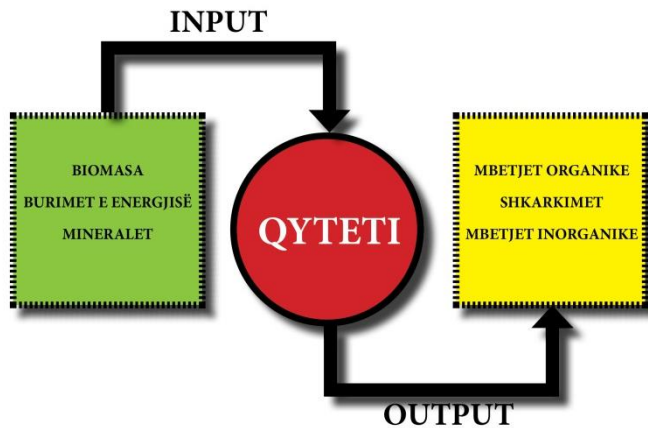 INPUT
BIOMASA
BURIMET E ENERGJISË
MINERALET
QYTETI
MBETJET ORGANIKE
SHKARKIMET
MBETJET INORGANIKE
OUTPUT